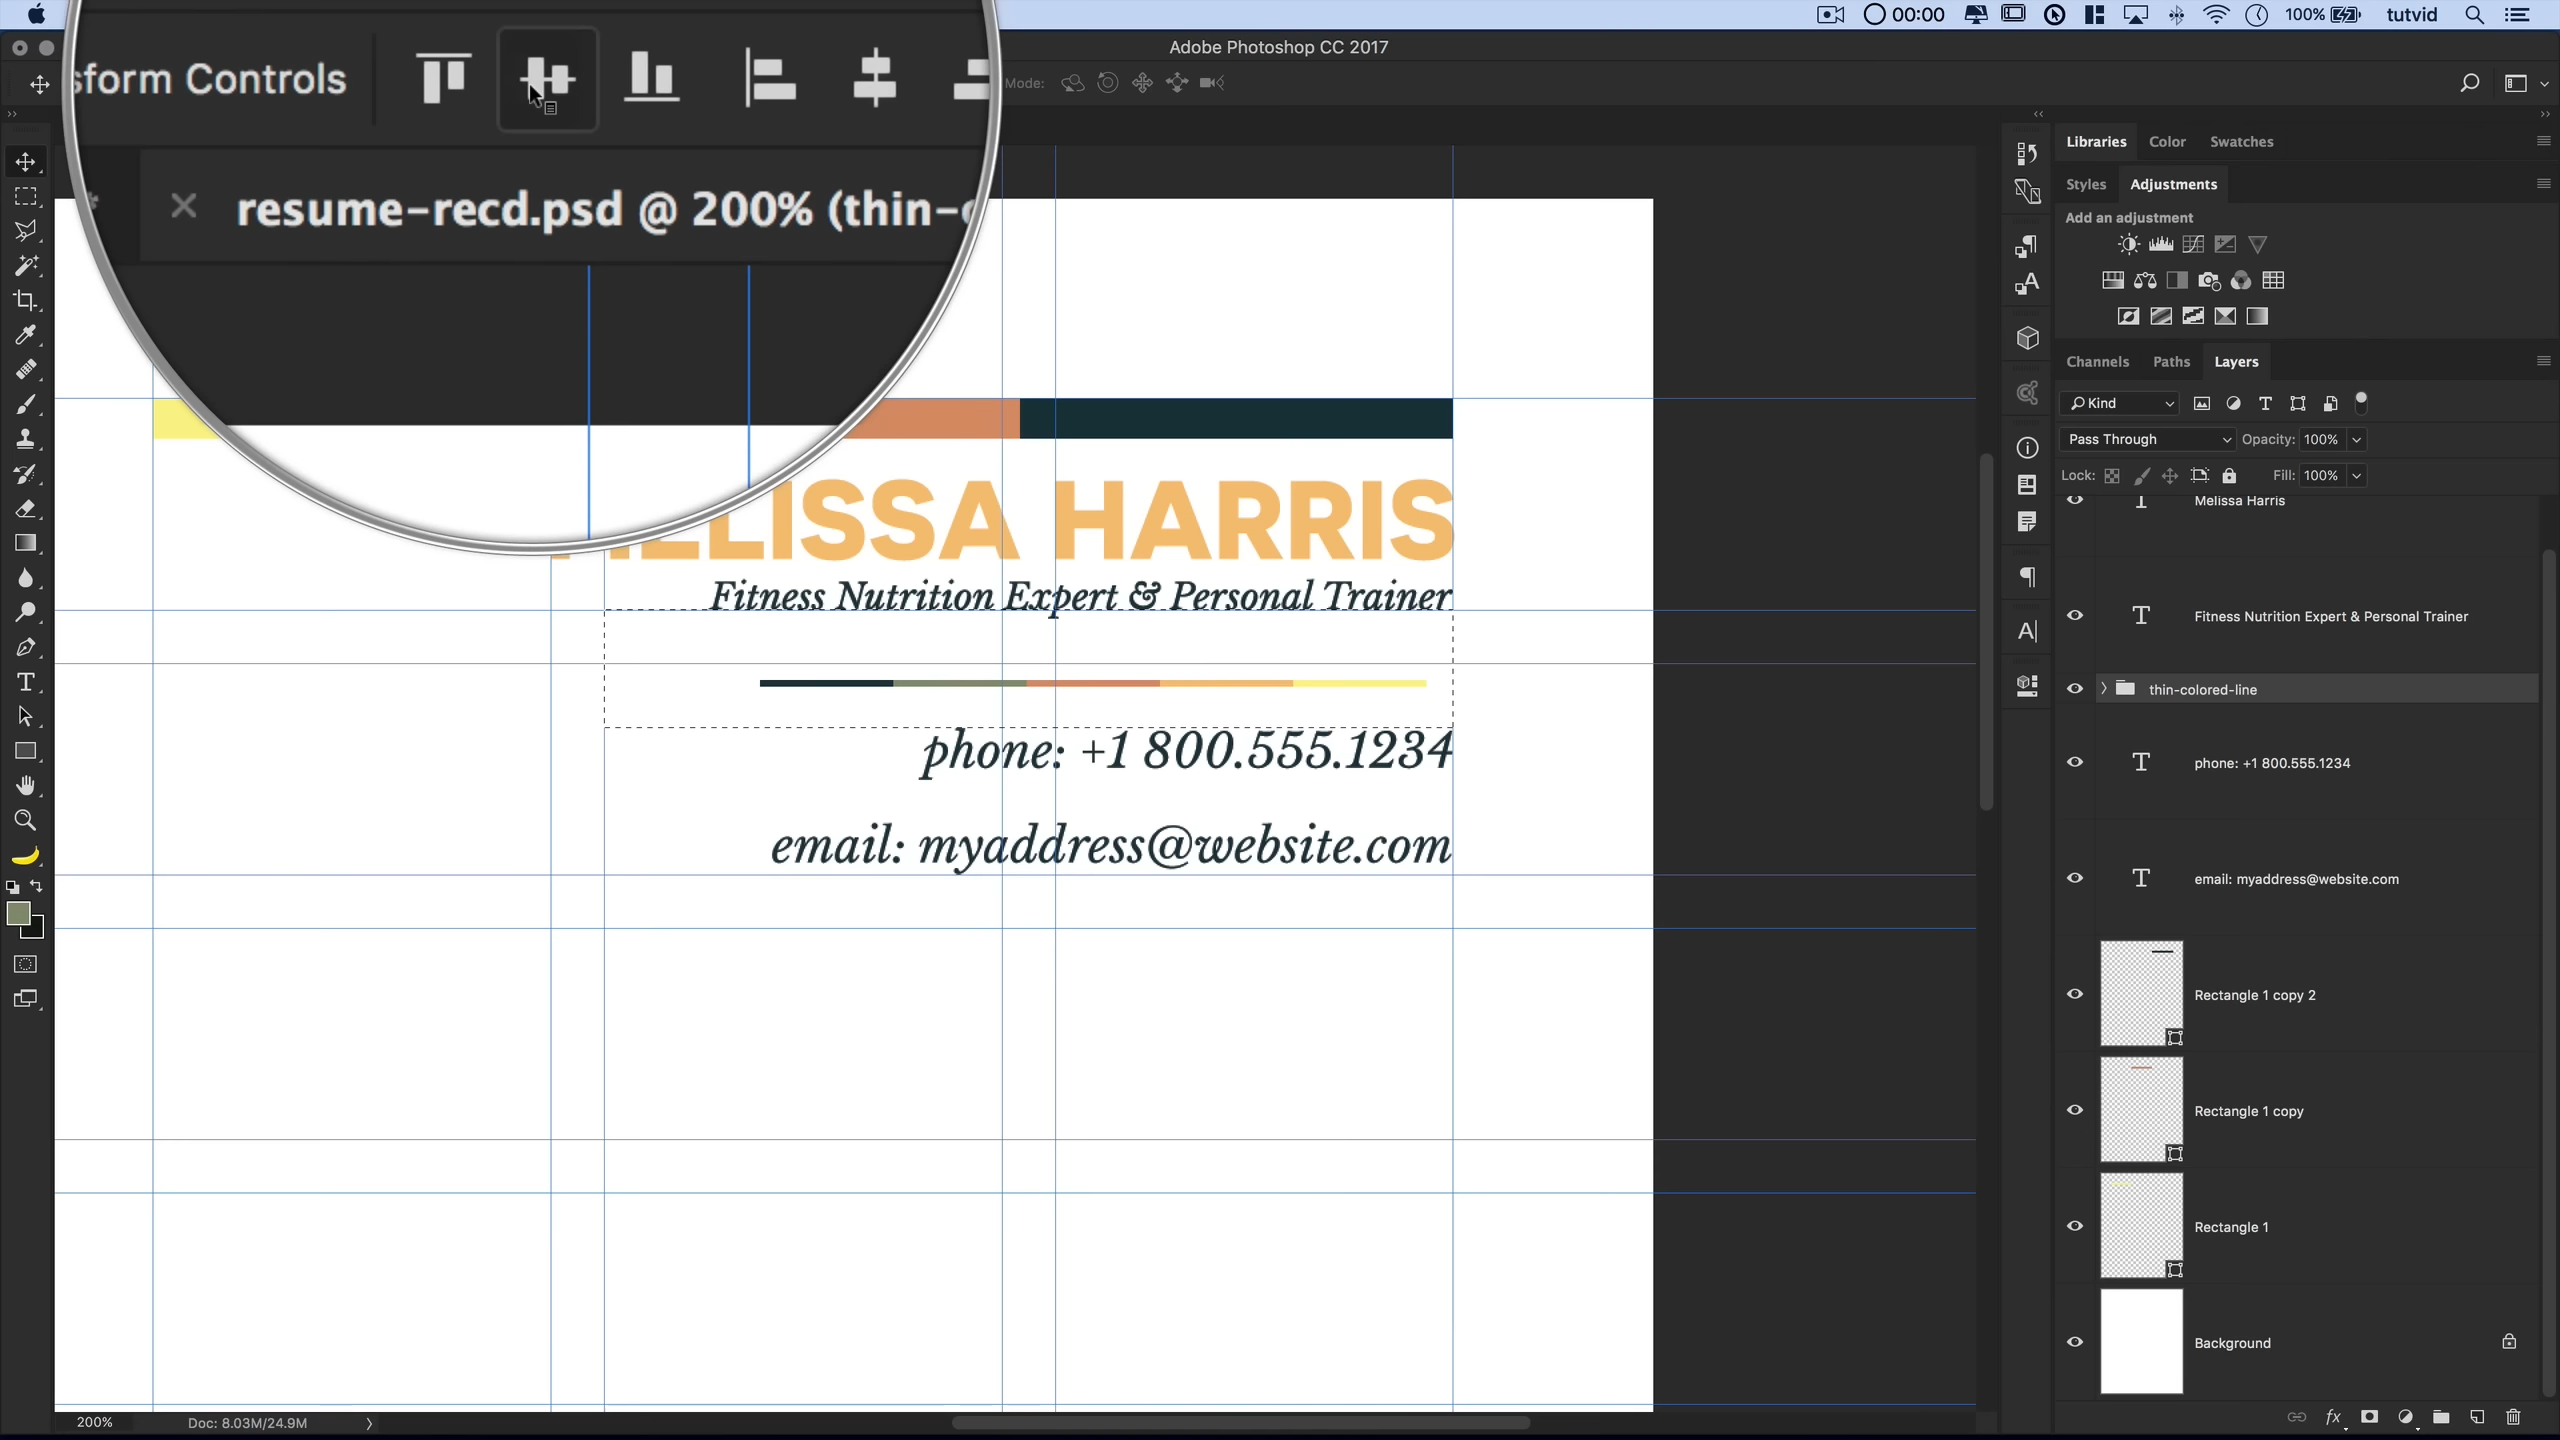 00:00
100%
tutvid
Adobe Photoshop CC 2017
sform Controls
Mode:
resume-recd.psd @ 200% (thin-
Libraries
Color
Swatches
Styles
Adjustments
Add an adjustment
Channels
Paths
Layers
Kind
Pass Through
Opacity: 100%
Lock:
Fill: 100%
Melissa Harris
Fitness Nutrition Expert & Personal Trainer
thin-colored-line
phone: +1 800.555.1234
email: myaddress@website.com
Rectangle 1 copy 2
Rectangle 1 copy
Rectangle 1
Background
fx
ELISSA HARRIS
Fitness Nutrition Expert & Personal Trainer
phone: +1 800.555.1234
email: myaddress@website.com
200%
Doc: 8.03M/24.9M